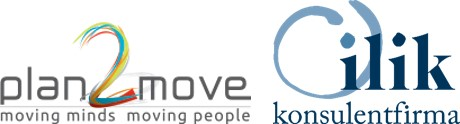 plan2move
moving minds moving people
ilik
konsulentfirma